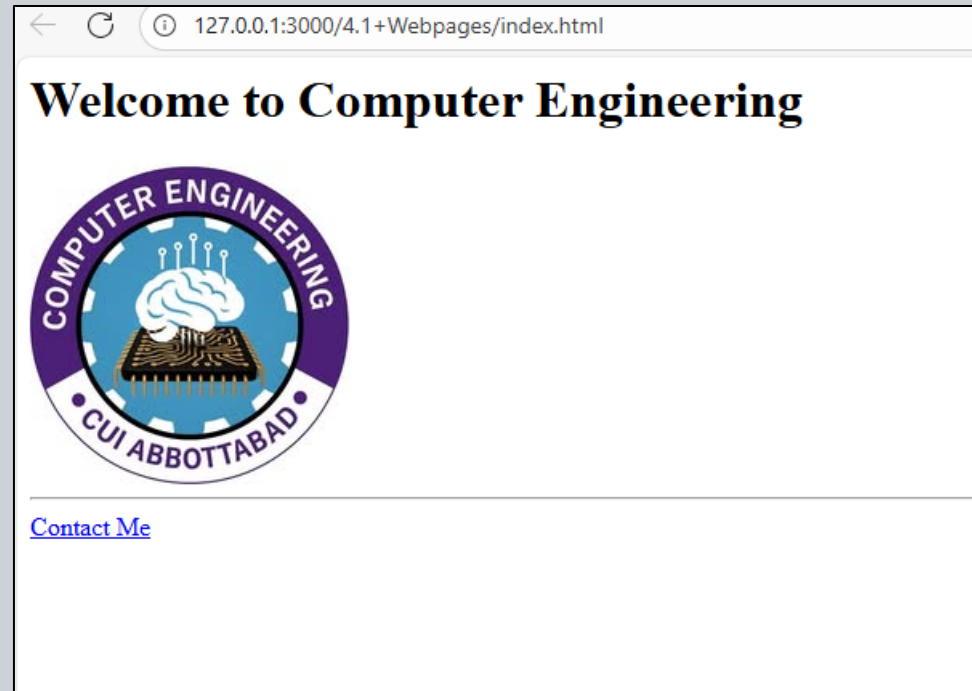 127.0.0.1:3000/4.1+Webpages/index.html
Welcome to Computer Engineering
COMPUTER ENGINEERING
• CUI ABBOTTABAD •
Contact Me